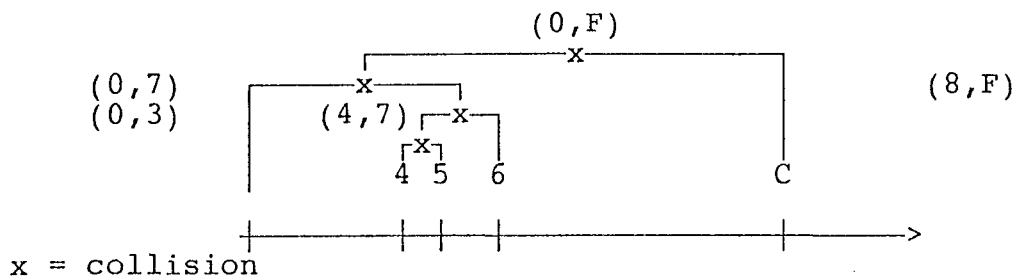 (0,F)
x
(0,7) x (8,F)
(0,3) (4,7) x
x
4 5 6 C
x = collision